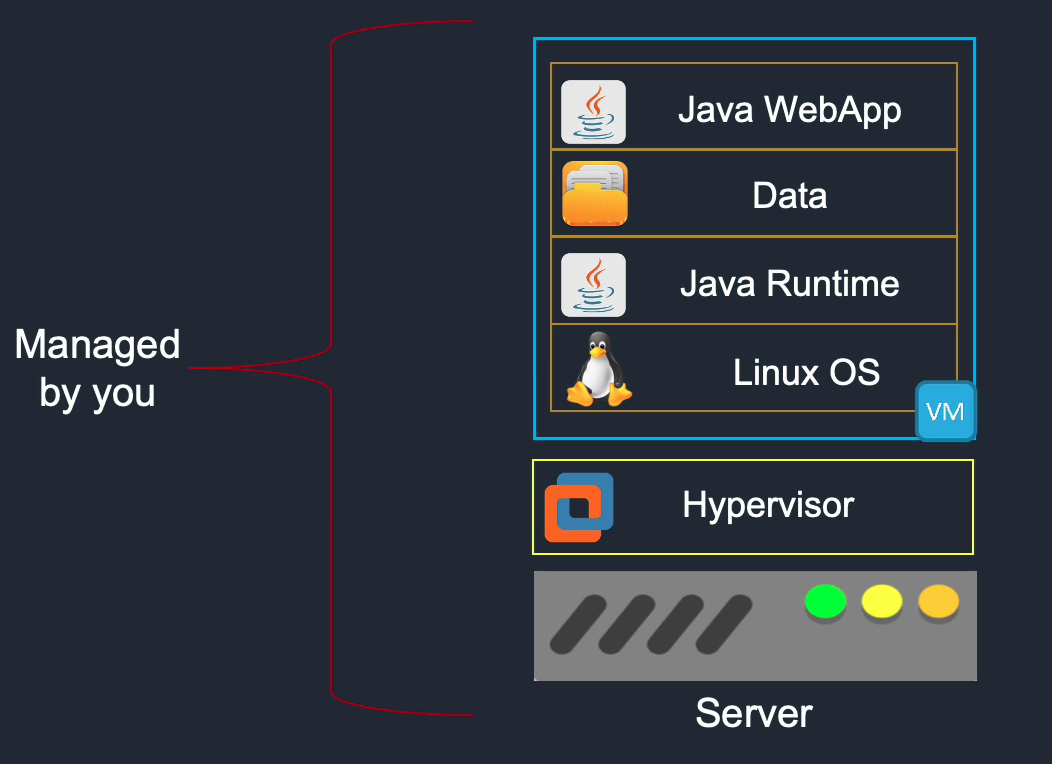 Java WebApp
Data
Java Runtime
Linux OS
VM
Managed
by you
Hypervisor
Server